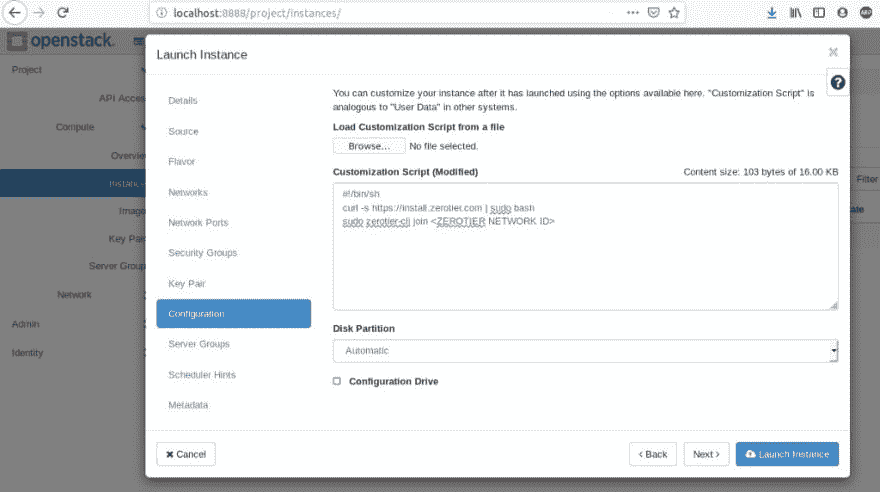 localhost:8888/project/instances/
openstack.
Launch Instance
Project
API Access
Compute
Overview
Instances
Image
Key Pair
Server Group
Network
Admin
Identity
Details
Source
Flavor
Networks
Network Ports
Security Groups
Key Pair
Configuration
Server Groups
Scheduler Hints
Metadata
You can customize your instance after it has launched using the options available here. "Customization Script" is
analogous to "User Data" in other systems.
Load Customization Script from a file
Browse... No file selected.
Customization Script (Modified) Content size: 103 bytes of 16.00 KB
#!/bin/sh
curl -s https://install.zerotier.com | sudo bash
sudo zerotier-cli join <ZEROTIER NETWORK ID>
Disk Partition
Automatic
Configuration Drive
Filter
Cancel
< Back
Next >
Launch Instance
ABP